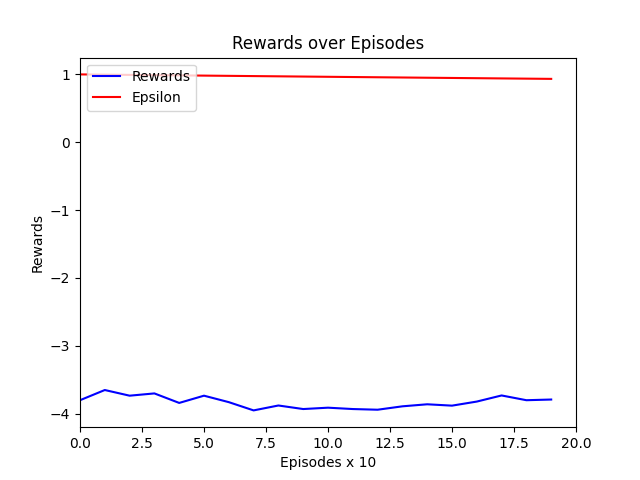 Rewards over Episodes
Rewards
Epsilon
1
0
−1
−2
−3
−4
Rewards
0.0 2.5 5.0 7.5 10.0 12.5 15.0 17.5 20.0
Episodes x 10